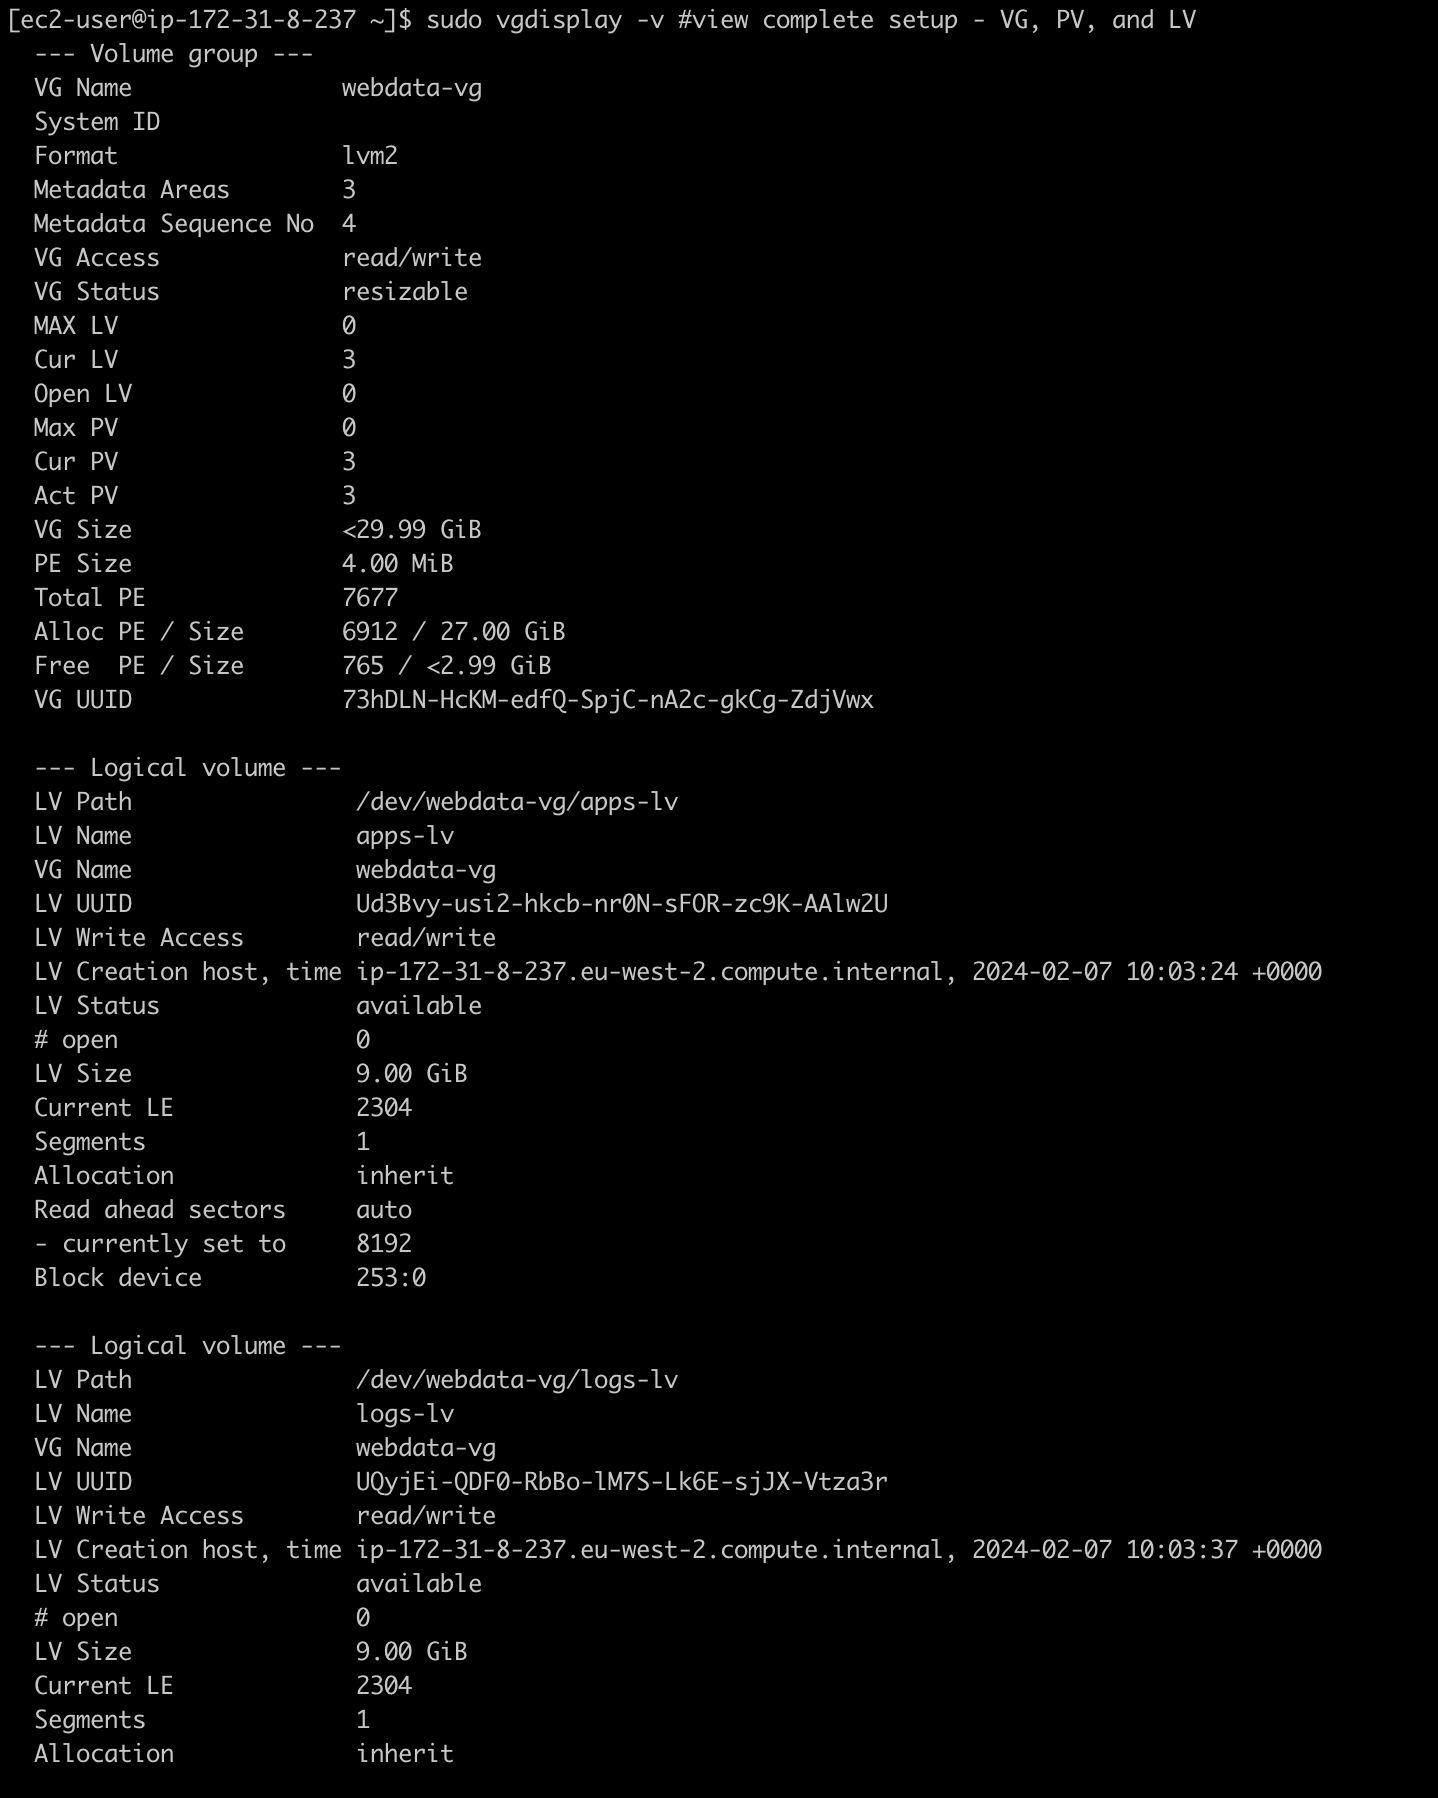 [ec2-user@ip-172-31-8-237 ~]$ sudo vgdisplay -v #view complete setup - VG, PV, and LV
--- Volume group ---
VG Name webdata-vg
System ID
Format lvm2
Metadata Areas 3
Metadata Sequence No 4
VG Access read/write
VG Status resizable
MAX LV 0
Cur LV 3
Open LV 0
Max PV 0
Cur PV 3
Act PV 3
VG Size <29.99 GiB
PE Size 4.00 MiB
Total PE 7677
Alloc PE / Size 6912 / 27.00 GiB
Free  PE / Size 765 / <2.99 GiB
VG UUID 73hDLN-HcKM-edfQ-SpjC-nA2c-gkCg-ZdjVwx
--- Logical volume ---
LV Path /dev/webdata-vg/apps-lv
LV Name apps-lv
VG Name webdata-vg
LV UUID Ud3Bvy-usi2-hkcb-nr0N-sFOR-zc9K-AAlw2U
LV Write Access read/write
LV Creation host, time ip-172-31-8-237.eu-west-2.compute.internal, 2024-02-07 10:03:24 +0000
LV Status available
# open 0
LV Size 9.00 GiB
Current LE 2304
Segments 1
Allocation inherit
Read ahead sectors auto
- currently set to 8192
Block device 253:0
--- Logical volume ---
LV Path /dev/webdata-vg/logs-lv
LV Name logs-lv
VG Name webdata-vg
LV UUID UQyjEi-QDF0-RbBo-lM7S-Lk6E-sjJX-Vtza3r
LV Write Access read/write
LV Creation host, time ip-172-31-8-237.eu-west-2.compute.internal, 2024-02-07 10:03:37 +0000
LV Status available
# open 0
LV Size 9.00 GiB
Current LE 2304
Segments 1
Allocation inherit